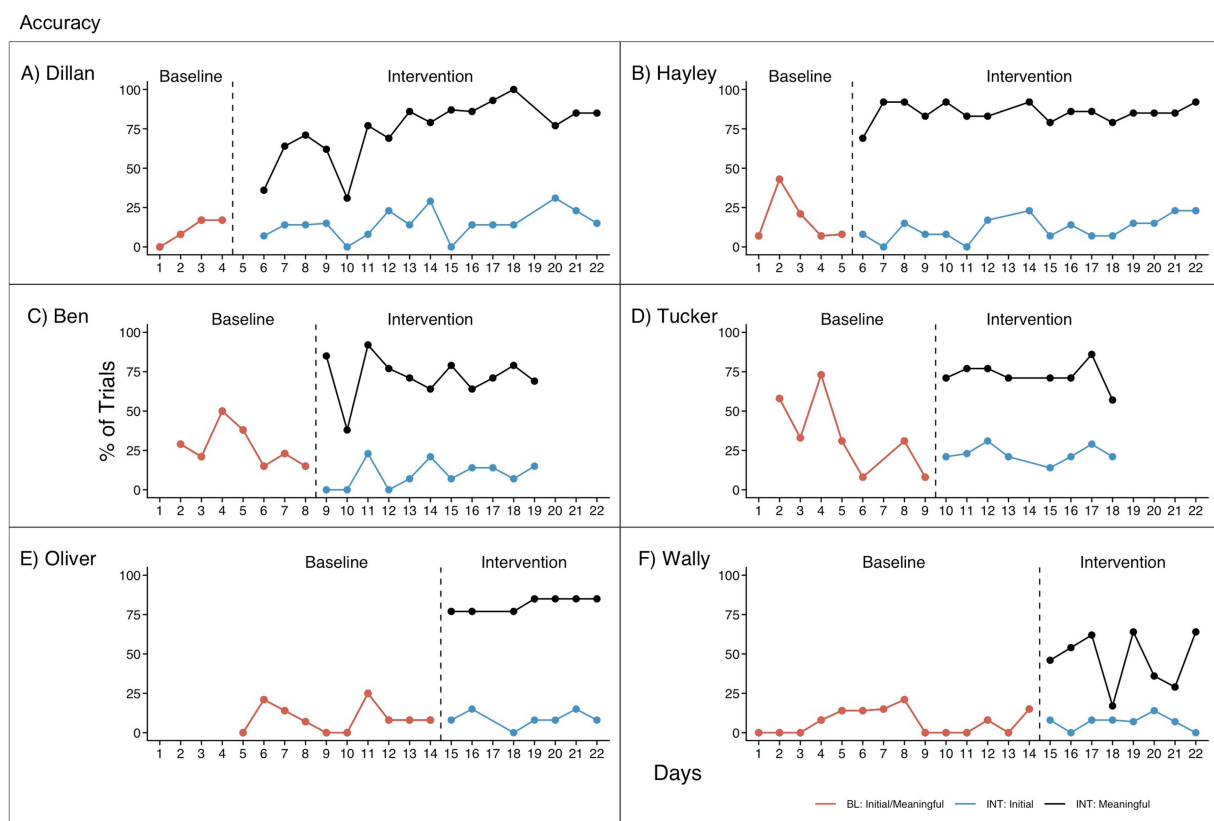 Accuracy
A) Dillan
Baseline
Intervention
100
75
50
25
0
1 2 3 4 5 6 7 8 9 10 11 12 13 14 15 16 17 18 19 20 21 22
B) Hayley
Baseline
Intervention
100
75
50
25
0
1 2 3 4 5 6 7 8 9 10 11 12 13 14 15 16 17 18 19 20 21 22
C) Ben
Baseline
Intervention
% of Trials
100
75
50
25
0
1 2 3 4 5 6 7 8 9 10 11 12 13 14 15 16 17 18 19 20 21 22
D) Tucker
Baseline
Intervention
100
75
50
25
0
1 2 3 4 5 6 7 8 9 10 11 12 13 14 15 16 17 18 19 20 21 22
E) Oliver
Baseline
Intervention
100
75
50
25
0
1 2 3 4 5 6 7 8 9 10 11 12 13 14 15 16 17 18 19 20 21 22
F) Wally
Baseline
Intervention
100
75
50
25
0
1 2 3 4 5 6 7 8 9 10 11 12 13 14 15 16 17 18 19 20 21 22
Days
BL: Initial/Meaningful INT: Initial INT: Meaningful